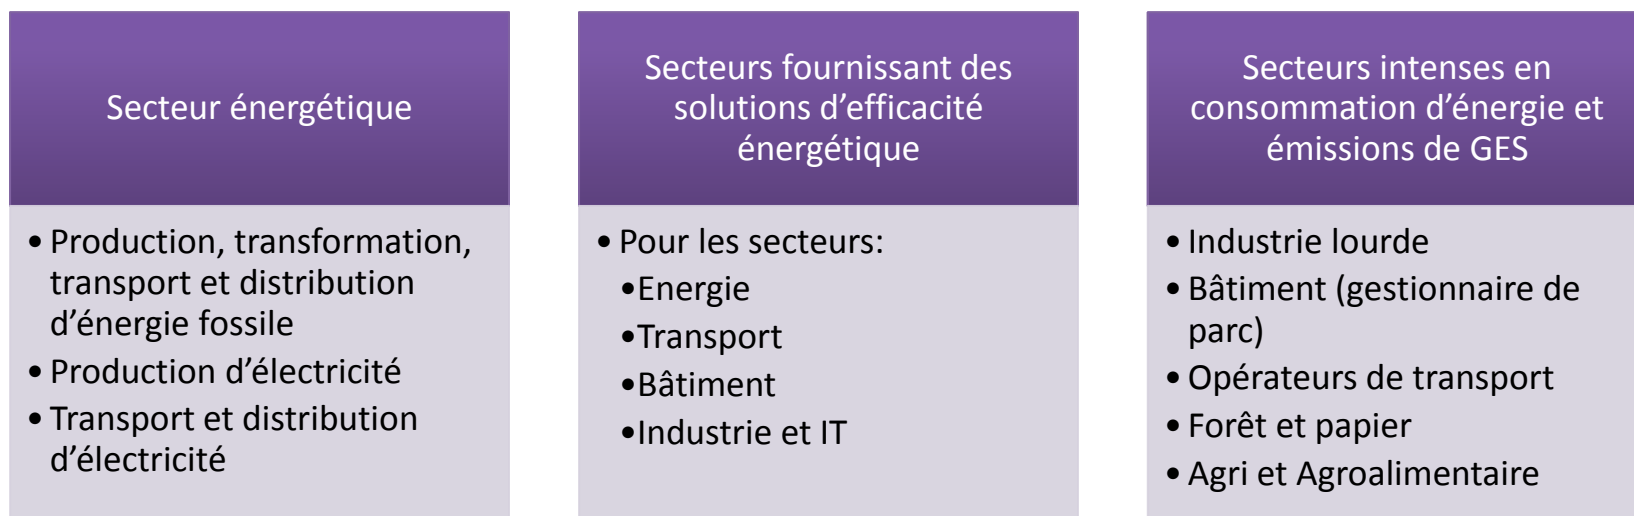 Secteur énergétique
• Production, transformation,
transport et distribution
d’énergie fossile
• Production d’électricité
• Transport et distribution
d’électricité
Secteurs fournissant des
solutions d’efficacité
énergétique
• Pour les secteurs:
•Energie
•Transport
•Bâtiment
•Industrie et IT
Secteurs intenses en
consommation d’énergie et
émissions de GES
• Industrie lourde
• Bâtiment (gestionnaire de
parc)
• Opérateurs de transport
• Forêt et papier
• Agri et Agroalimentaire